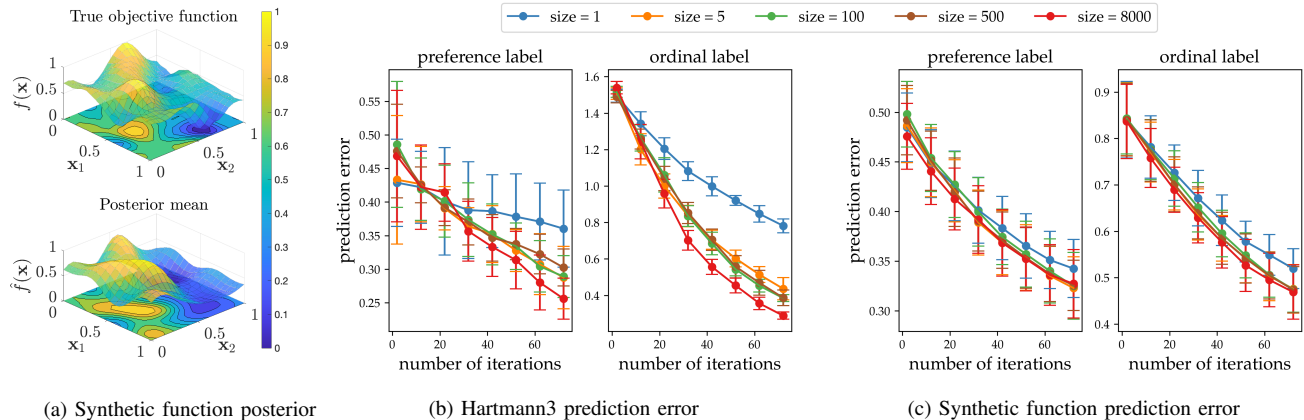 size = 1 size = 5 size = 100 size = 500 size = 8000
True objective function
f(x)
1
0.5
0
0
0.5
1
0
0.5
1
x₁
x₂
Posterior mean
f̂(x)
1
0.5
0
0
0.5
1
0
0.5
1
x₁
x₂
1
0.9
0.8
0.7
0.6
0.5
0.4
0.3
0.2
0.1
0
(a) Synthetic function posterior
preference label
prediction error
0.55
0.50
0.45
0.40
0.35
0.30
0.25
0 20 40 60
number of iterations
ordinal label
1.6
1.4
1.2
1.0
0.8
0.6
0.4
0 20 40 60
number of iterations
(b) Hartmann3 prediction error
preference label
prediction error
0.50
0.45
0.40
0.35
0.30
0 20 40 60
number of iterations
ordinal label
0.9
0.8
0.7
0.6
0.5
0.4
0 20 40 60
number of iterations
(c) Synthetic function prediction error